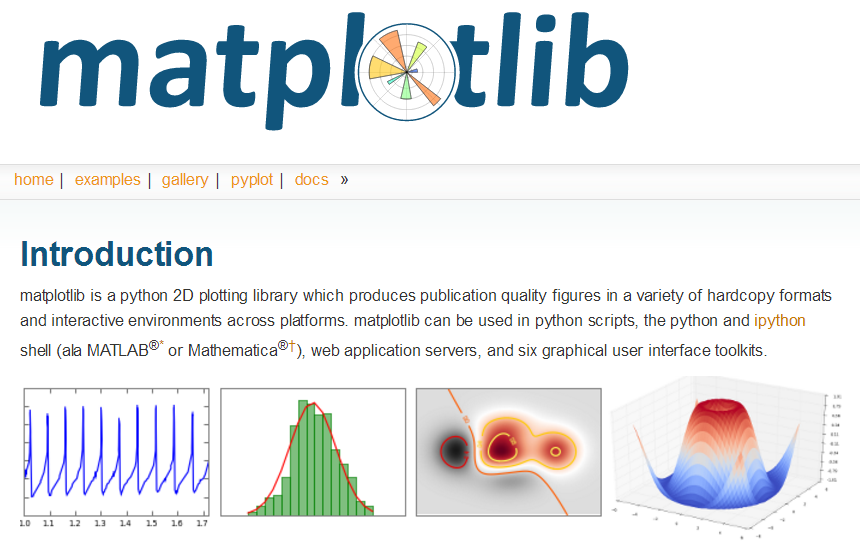 matplotlib
home | examples | gallery | pyplot | docs »
Introduction
matplotlib is a python 2D plotting library which produces publication quality figures in a variety of hardcopy formats
and interactive environments across platforms. matplotlib can be used in python scripts, the python and ipython
shell (ala MATLAB®* or Mathematica®†), web application servers, and six graphical user interface toolkits.
1.0 1.1 1.2 1.3 1.4 1.5 1.6 1.7